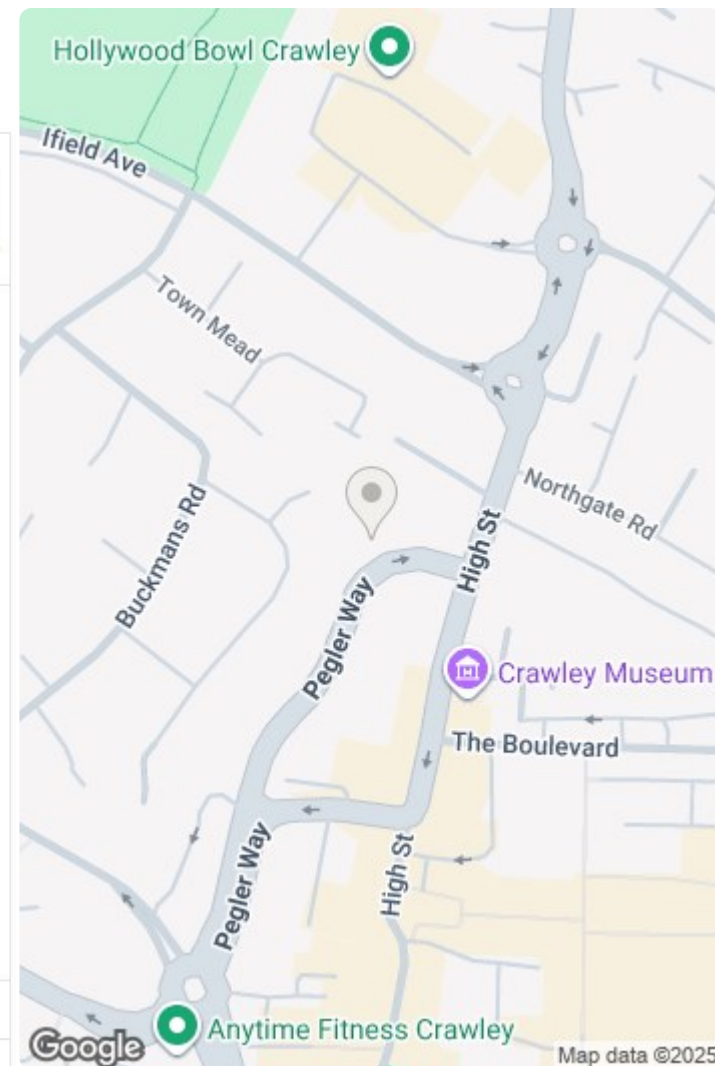 Hollywood Bowl Crawley
Ifield Ave
Town Mead
Northgate Rd
High St
Buckmans Rd
Pegler Way
Crawley Museum
The Boulevard
Pegler Way
High St
Anytime Fitness Crawley
Google
Map data ©2025